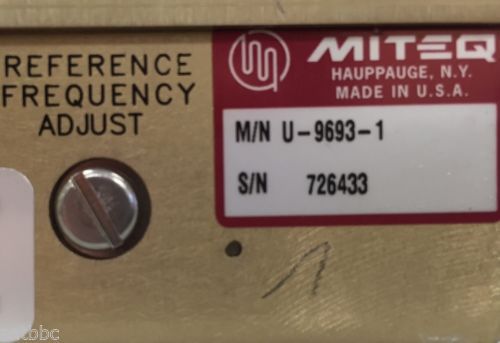 REFERENCE
FREQUENCY
ADJUST
MITEQ
HAUPPAUGE, N.Y.
MADE IN U.S.A.
M/N U-9693-1
S/N 726433